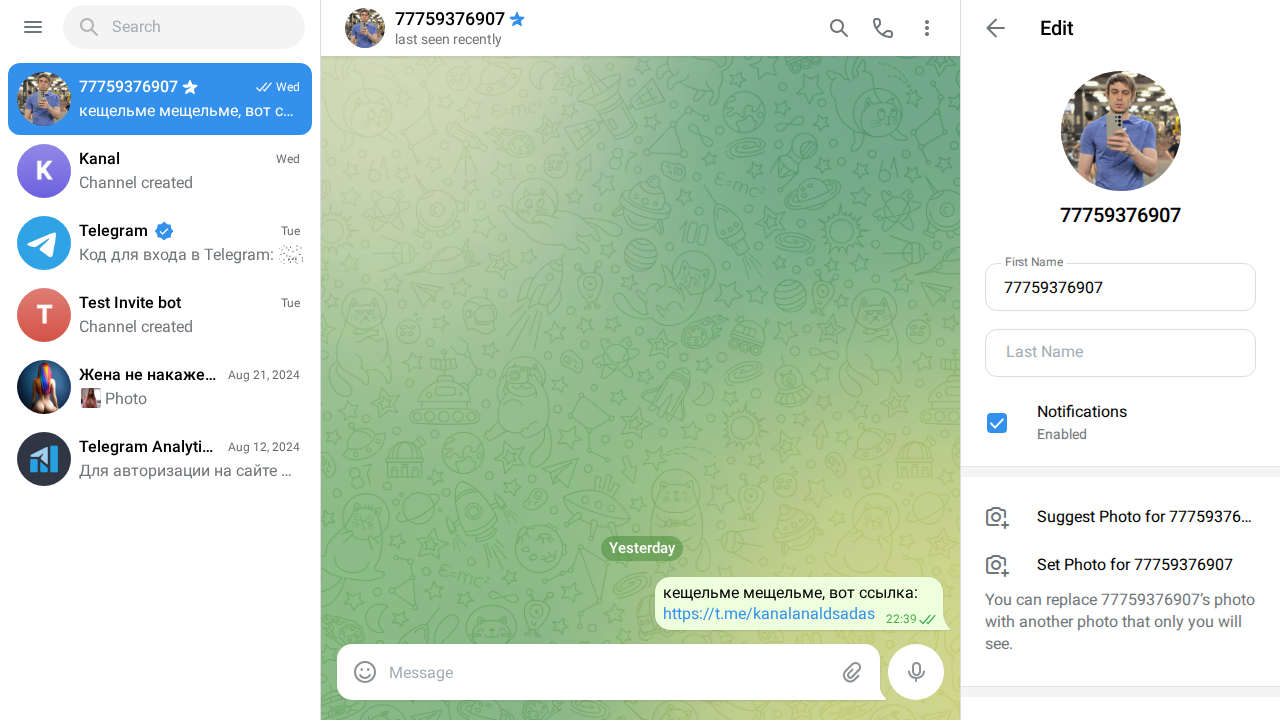 Search
77759376907
Wed
кещельме мещельме, вот с...
K
Kanal
Wed
Channel created
Telegram
Tue
Код для входа в Telegram:
T
Test Invite bot
Tue
Channel created
Жена не накаже...
Aug 21, 2024
Photo
Telegram Analyti...
Aug 12, 2024
Для авторизации на сайте ...
77759376907
last seen recently
Yesterday
кещельме мещельме, вот ссылка:
https://t.me/kanalanaldsadas
22:39
Message
Edit
77759376907
First Name
77759376907
Last Name
Notifications
Enabled
Suggest Photo for 77759376...
Set Photo for 77759376907
You can replace 77759376907's photo
with another photo that only you will
see.